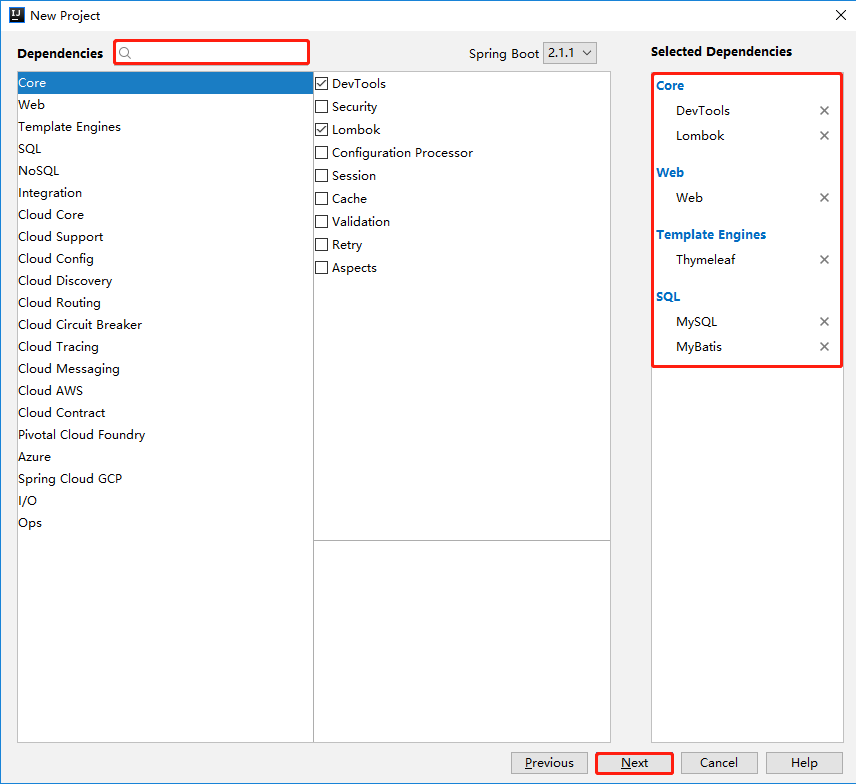 New Project
Dependencies
Spring Boot 2.1.1
Selected Dependencies
Core
Web
Template Engines
SQL
NoSQL
Integration
Cloud Core
Cloud Support
Cloud Config
Cloud Discovery
Cloud Routing
Cloud Circuit Breaker
Cloud Tracing
Cloud Messaging
Cloud AWS
Cloud Contract
Pivotal Cloud Foundry
Azure
Spring Cloud GCP
I/O
Ops
DevTools
Security
Lombok
Configuration Processor
Session
Cache
Validation
Retry
Aspects
Core
DevTools
Lombok
Web
Web
Template Engines
Thymeleaf
SQL
MySQL
MyBatis
Previous
Next
Cancel
Help